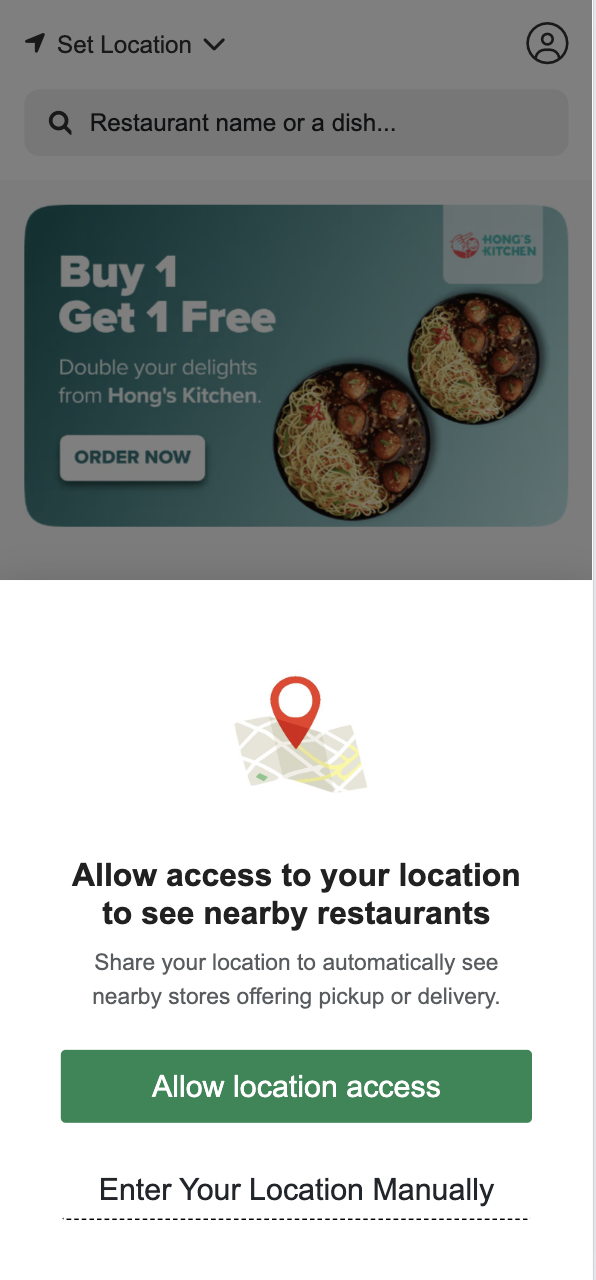 Set Location
Restaurant name or a dish...
HONG'S
KITCHEN
Buy 1
Get 1 Free
Double your delights
from Hong's Kitchen.
ORDER NOW
Allow access to your location
to see nearby restaurants
Share your location to automatically see
nearby stores offering pickup or delivery.
Allow location access
Enter Your Location Manually